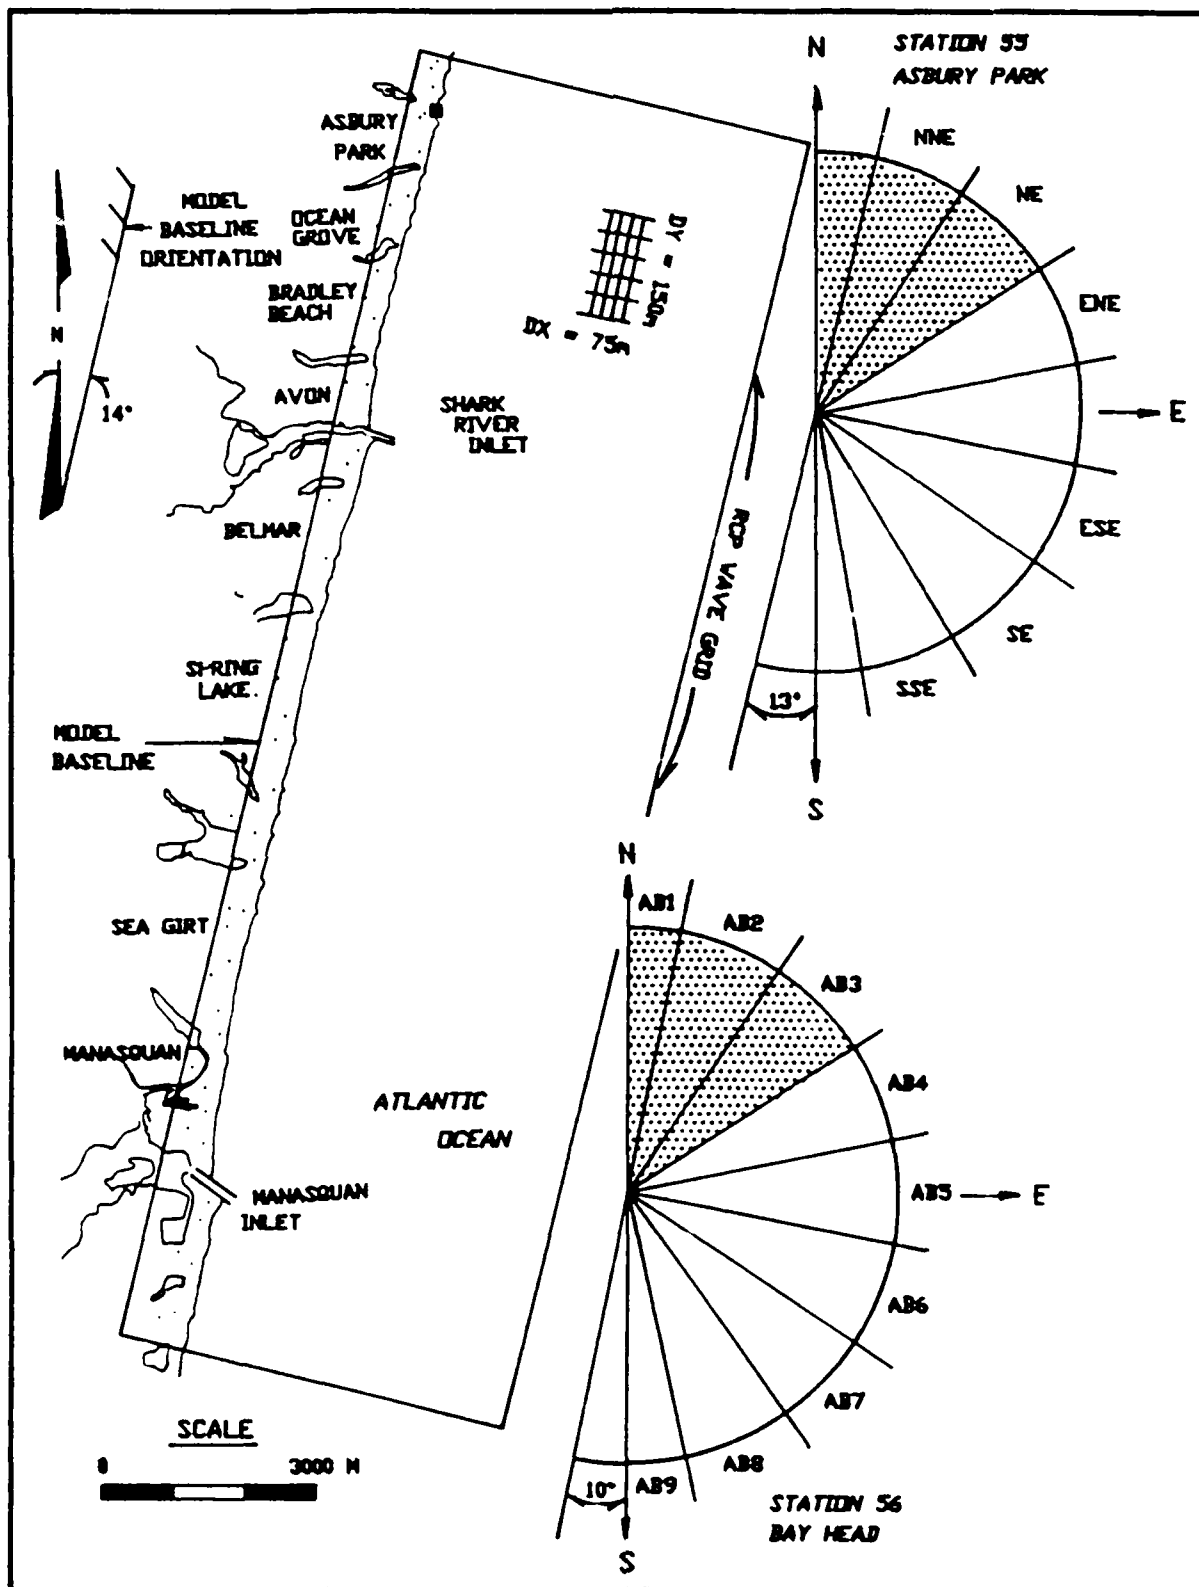 STATION 55
ASBURY PARK
N
NNE
NE
ENE
E
ESE
SE
SSE
13°
S
ASBURY
PARK
MODEL
BASELINE
ORIENTATION
N
14°
OCEAN
GROVE
BRADLEY
BEACH
DY = 150m
DX = 75m
AVON
SHARK
RIVER
INLET
BELMAR
RCP WAVE GRID
SPRING
LAKE
MODEL
BASELINE
SEA GIRT
MANASQUAN
ATLANTIC
OCEAN
MANASQUAN
INLET
N
AB1
AB2
AB3
AB4
AB5
E
AB6
AB7
AB8
AB9
10°
S
STATION 56
BAY HEAD
SCALE
0 3000 M